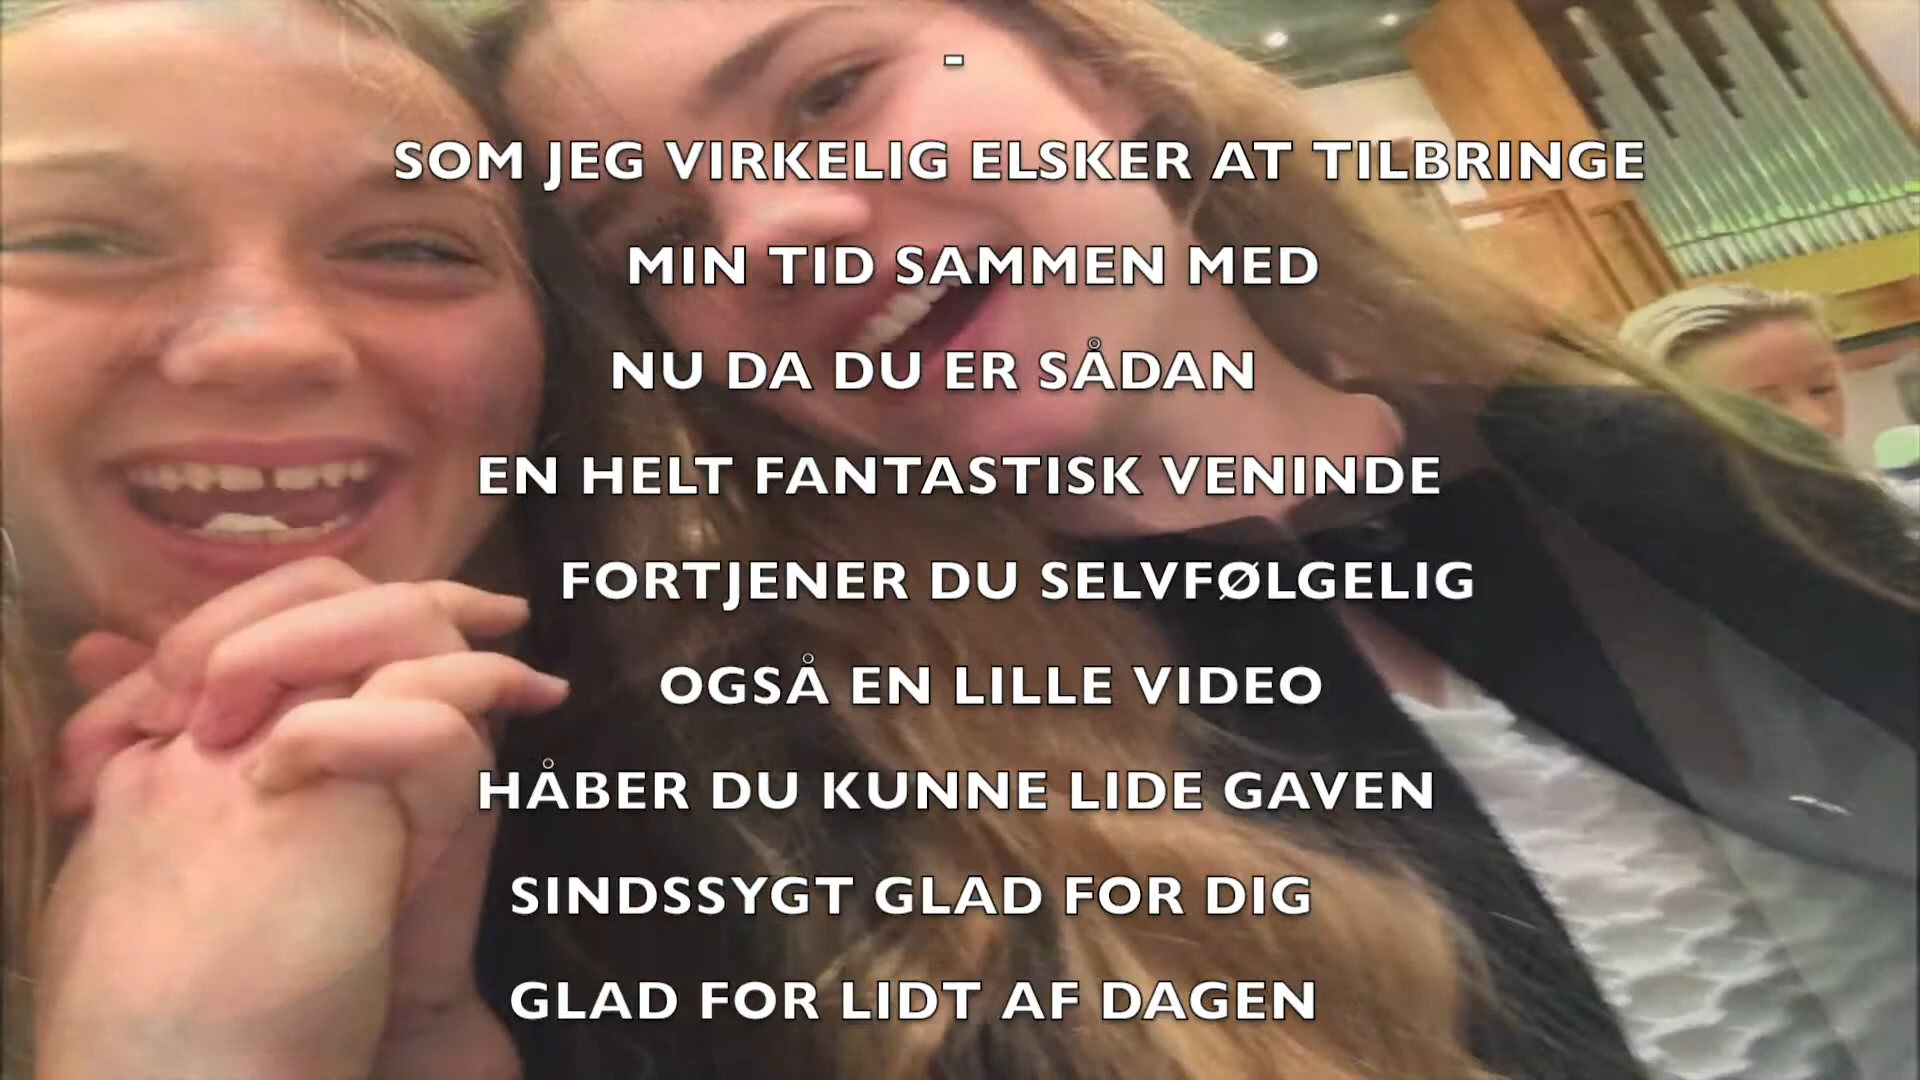 -
SOM JEG VIRKELIG ELSKER AT TILBRINGE
MIN TID SAMMEN MED
NU DA DU ER SÅDAN
EN HELT FANTASTISK VENINDE
FORTJENER DU SELVFØLGELIG
OGSÅ EN LILLE VIDEO
HÅBER DU KUNNE LIDE GAVEN
SINDSSYGT GLAD FOR DIG
GLAD FOR LIDT AF DAGEN